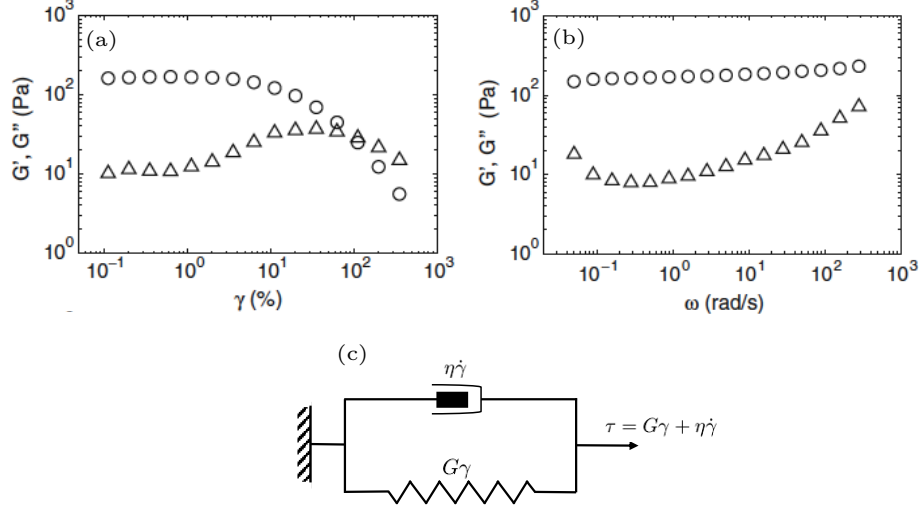 (a)
10³
10²
10¹
10⁰
G', G" (Pa)
10⁻¹ 10⁰ 10¹ 10² 10³
γ (%)
(b)
10³
10²
10¹
10⁰
G', G" (Pa)
10⁻¹ 10⁰ 10¹ 10² 10³
ω (rad/s)
(c)
ηγ̇
Gγ
τ = Gγ + ηγ̇